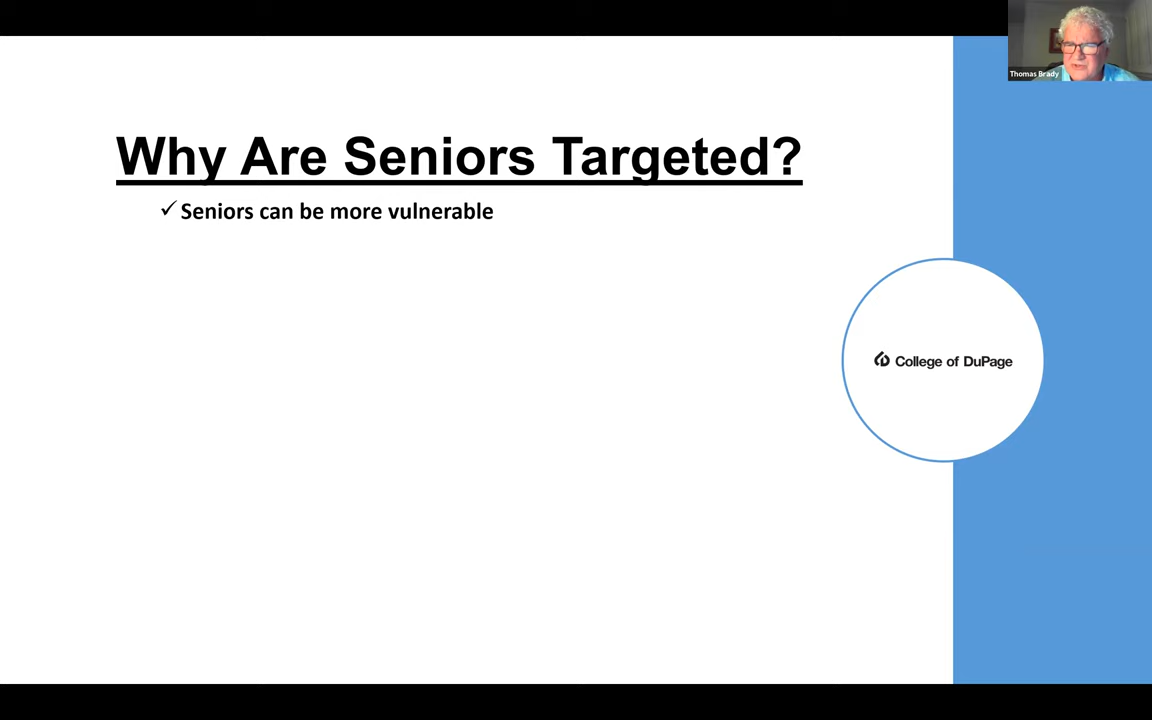 Thomas Brady
Why Are Seniors Targeted?
✓ Seniors can be more vulnerable
College of DuPage